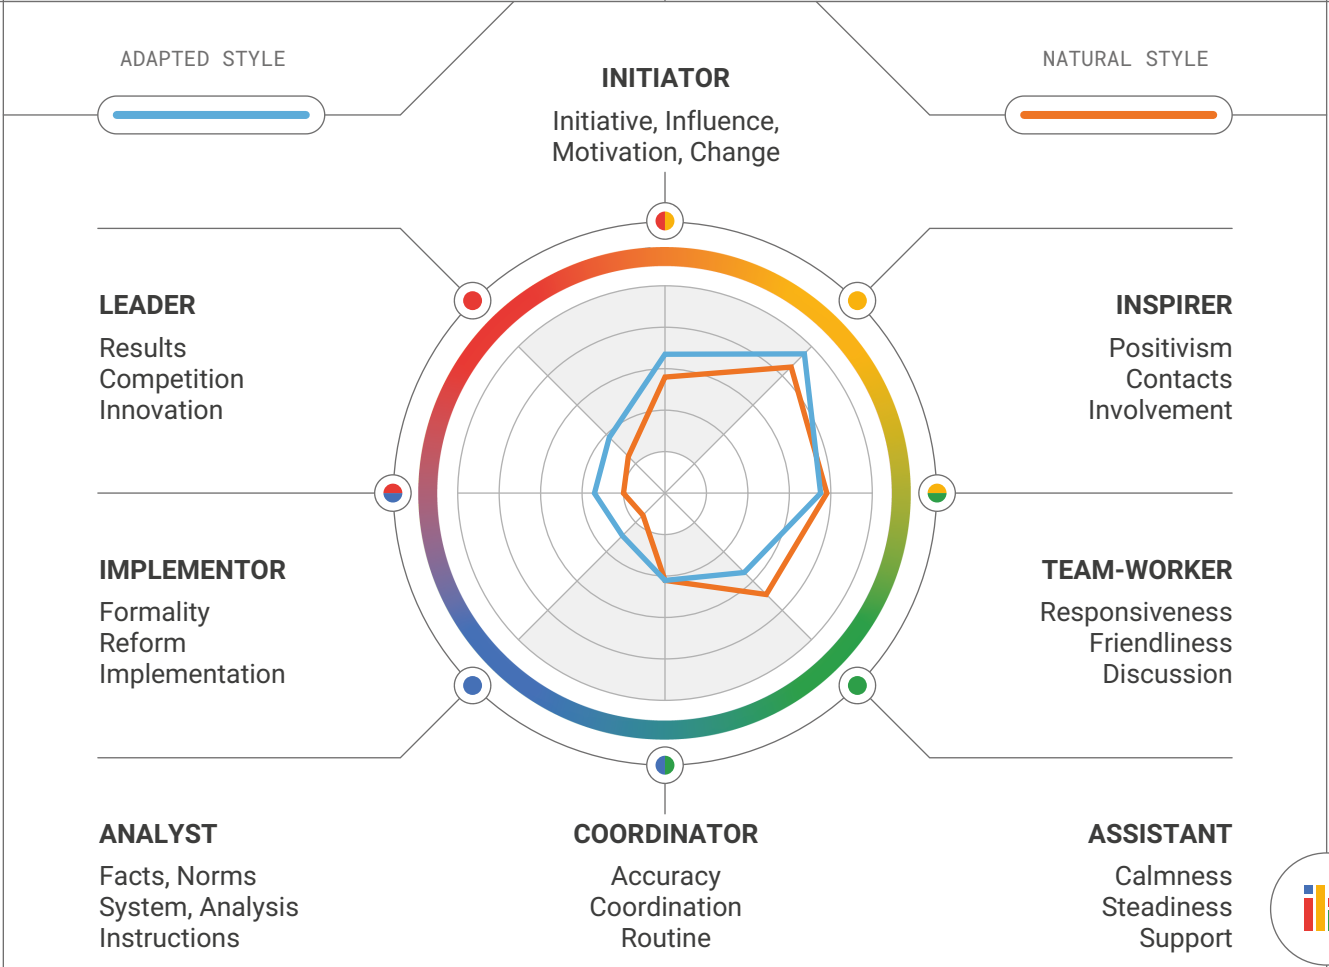 ADAPTED STYLE
NATURAL STYLE
INITIATOR
Initiative, Influence,
Motivation, Change
LEADER
Results
Competition
Innovation
INSPIRER
Positivism
Contacts
Involvement
IMPLEMENTOR
Formality
Reform
Implementation
TEAM-WORKER
Responsiveness
Friendliness
Discussion
ANALYST
Facts, Norms
System, Analysis
Instructions
COORDINATOR
Accuracy
Coordination
Routine
ASSISTANT
Calmness
Steadiness
Support